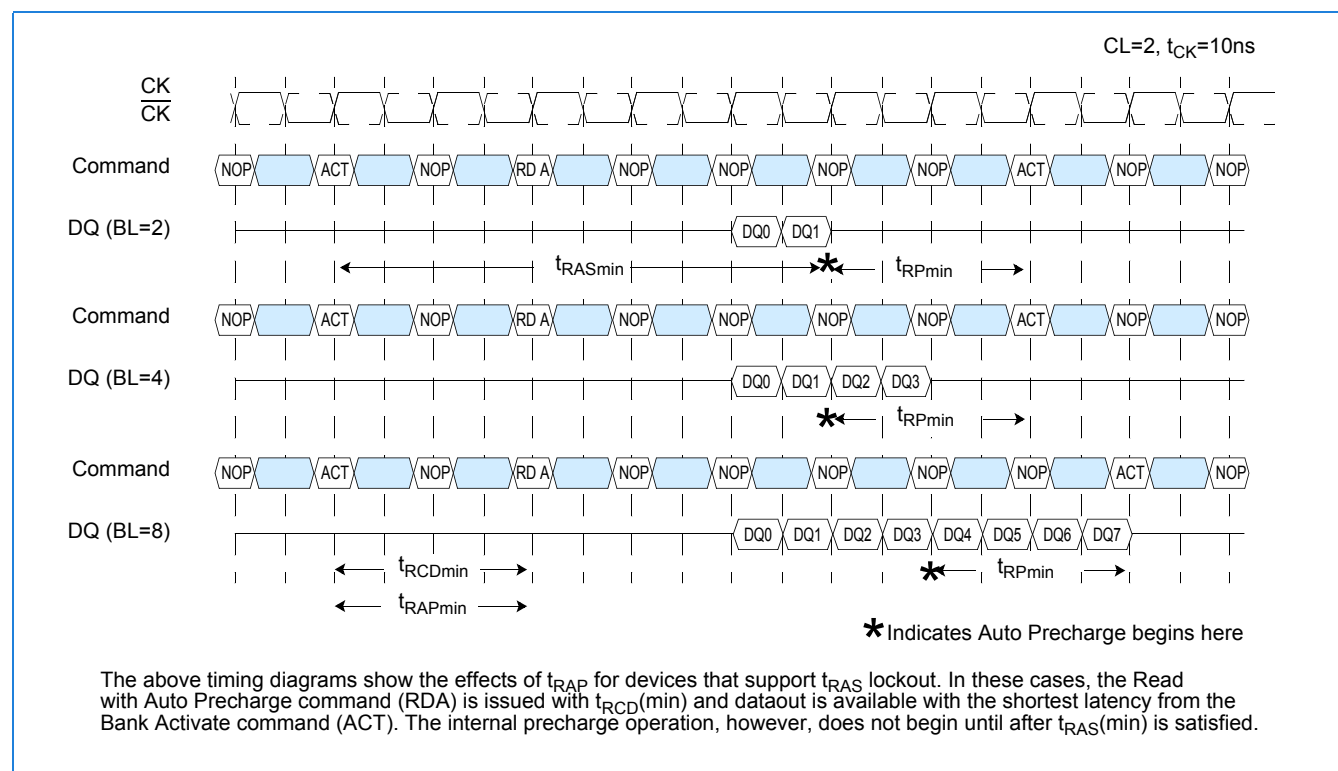 CL=2, tCK=10ns
CK
CK
Command NOP ACT NOP RD A NOP NOP NOP NOP ACT NOP NOP
DQ (BL=2) DQ0 DQ1
tRASmin * tRPmin
Command NOP ACT NOP RD A NOP NOP NOP NOP ACT NOP NOP
DQ (BL=4) DQ0 DQ1 DQ2 DQ3
* tRPmin
Command NOP ACT NOP RD A NOP NOP NOP NOP NOP ACT NOP
DQ (BL=8) DQ0 DQ1 DQ2 DQ3 DQ4 DQ5 DQ6 DQ7
tRCDmin * tRPmin
tRAPmin
* Indicates Auto Precharge begins here
The above timing diagrams show the effects of tRAP for devices that support tRAS lockout. In these cases, the Read
with Auto Precharge command (RDA) is issued with tRCD(min) and dataout is available with the shortest latency from the
Bank Activate command (ACT). The internal precharge operation, however, does not begin until after tRAS(min) is satisfied.